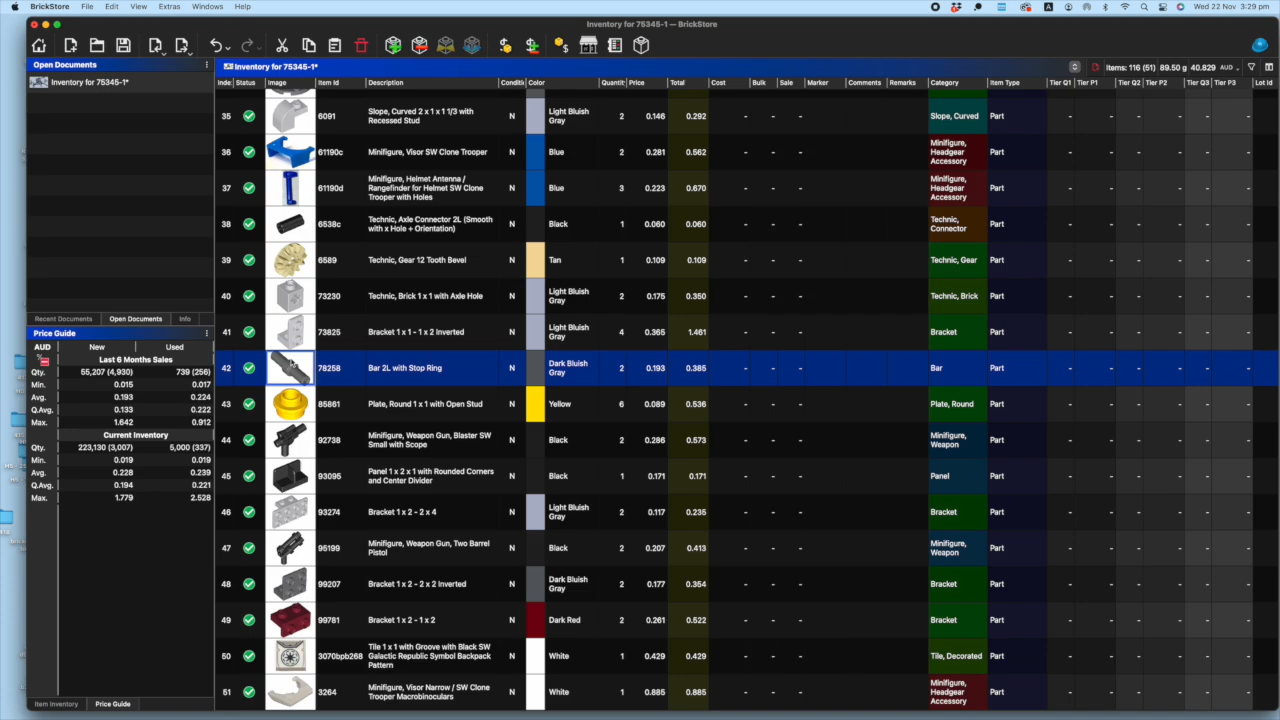 BrickStore File Edit View Extras Windows Help
Wed 22 Nov 3:29 pm
Inventory for 75345-1* — BrickStore
Open Documents
Inventory for 75345-1*
Inventory for 75345-1*
Items: 116 (51) 89.50 g 40.829 AUD
Inde: Status Image Item Id Description Conditi Color Quantit Price Total Cost Bulk Sale Marker Comments Remarks Category Item Type Tier Q1 Tier P1 Tier Q2 Tier P2 Tier Q3 Tier P3 Lot Id
35 6091 Slope, Curved 2 x 1 x 1 1/3 with Recessed Stud N Light Bluish Gray 2 0.146 0.292 - - - Slope, Curved Part - - - - - - -
36 61190c Minifigure, Visor SW Clone Trooper N Blue 2 0.281 0.562 - - - Minifigure, Headgear Accessory Part - - - - - - -
37 61190d Minifigure, Helmet Antenna / Rangefinder for Helmet SW Clone Trooper with Holes N Blue 3 0.223 0.670 - - - Minifigure, Headgear Accessory Part - - - - - - -
38 6538c Technic, Axle Connector 2L (Smooth with x Hole + Orientation) N Black 1 0.060 0.060 - - - Technic, Connector Part - - - - - - -
39 6589 Technic, Gear 12 Tooth Bevel N Tan 1 0.109 0.109 - - - Technic, Gear Part - - - - - - -
40 73230 Technic, Brick 1 x 1 with Axle Hole N Light Bluish Gray 2 0.175 0.350 - - - Technic, Brick Part - - - - - - -
41 73825 Bracket 1 x 1 - 1 x 2 Inverted N Light Bluish Gray 4 0.365 1.461 - - - Bracket Part - - - - - - -
42 78258 Bar 2L with Stop Ring N Dark Bluish Gray 2 0.193 0.385 - - - Bar Part - - - - - - -
43 85861 Plate, Round 1 x 1 with Open Stud N Yellow 6 0.089 0.536 - - - Plate, Round Part - - - - - - -
44 92738 Minifigure, Weapon Gun, Blaster SW Small with Scope N Black 2 0.286 0.573 - - - Minifigure, Weapon Part - - - - - - -
45 93095 Panel 1 x 2 x 1 with Rounded Corners and Center Divider N Black 1 0.171 0.171 - - - Panel Part - - - - - - -
46 93274 Bracket 1 x 2 - 2 x 4 N Light Bluish Gray 2 0.117 0.235 - - - Bracket Part - - - - - - -
47 95199 Minifigure, Weapon Gun, Two Barrel Pistol N Black 2 0.207 0.413 - - - Minifigure, Weapon Part - - - - - - -
48 99207 Bracket 1 x 2 - 2 x 2 Inverted N Dark Bluish Gray 2 0.177 0.354 - - - Bracket Part - - - - - - -
49 99781 Bracket 1 x 2 - 1 x 2 N Dark Red 2 0.261 0.522 - - - Bracket Part - - - - - - -
50 3070bpb268 Tile 1 x 1 with Groove with Black SW Galactic Republic Symbol Backpack Pattern N White 1 0.429 0.429 - - - Tile, Decorated Part - - - - - - -
51 3264 Minifigure, Visor Narrow / SW Clone Trooper Macrobinoculars N White 1 0.885 0.885 - - - Minifigure, Headgear Accessory Part - - - - - - -
Recent Documents Open Documents Info
Price Guide
AUD New Used
% Last 6 Months Sales
Qty. 55,207 (4,930) 739 (256)
Min. 0.015 0.017
Avg. 0.193 0.224
Q.Avg. 0.133 0.222
Max. 1.642 0.912
Current Inventory
Min. 0.019 0.019
Avg. 0.228 0.239
Q.Avg. 0.194 0.221
Max. 1.779 2.528
Item Inventory Price Guide